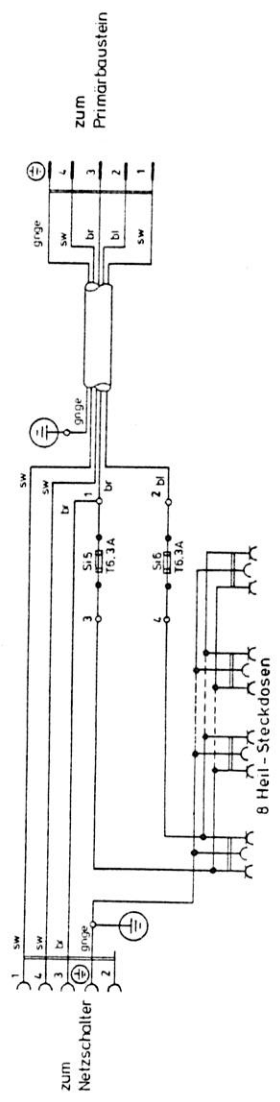 zum
Netzschalter
1 sw
4 sw
3 br
gnge
2
sw
sw
br
gnge
1
br
Si 5
T6,3A
3
2 bl
Si 6
T6,3A
4
8 Heil-Steckdosen
gnge
sw 4
br 3
bl 2
sw 1
zum
Primärbaustein